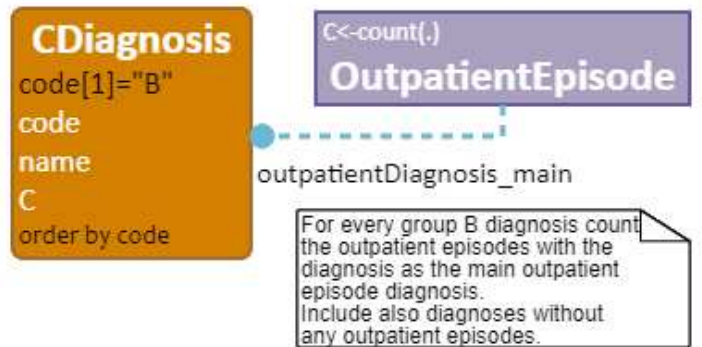 CDiagnosis
code[1]="B"
code
name
C
order by code
C<-count(.)
OutpatientEpisode
outpatientDiagnosis_main
For every group B diagnosis count
the outpatient episodes with the
diagnosis as the main outpatient
episode diagnosis.
Include also diagnoses without
any outpatient episodes.